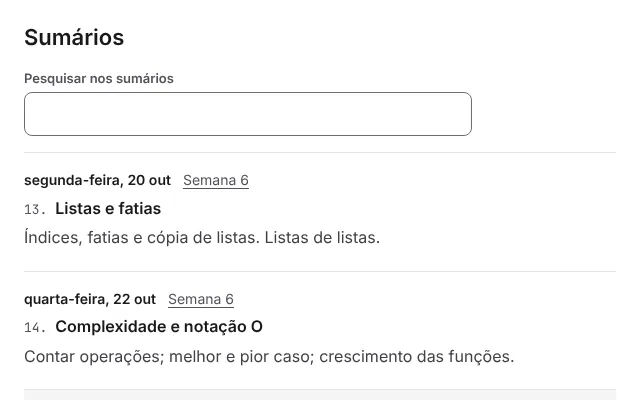 Sumários
Pesquisar nos sumários
segunda-feira, 20 out Semana 6
13. Listas e fatias
Índices, fatias e cópia de listas. Listas de listas.
quarta-feira, 22 out Semana 6
14. Complexidade e notação O
Contar operações; melhor e pior caso; crescimento das funções.